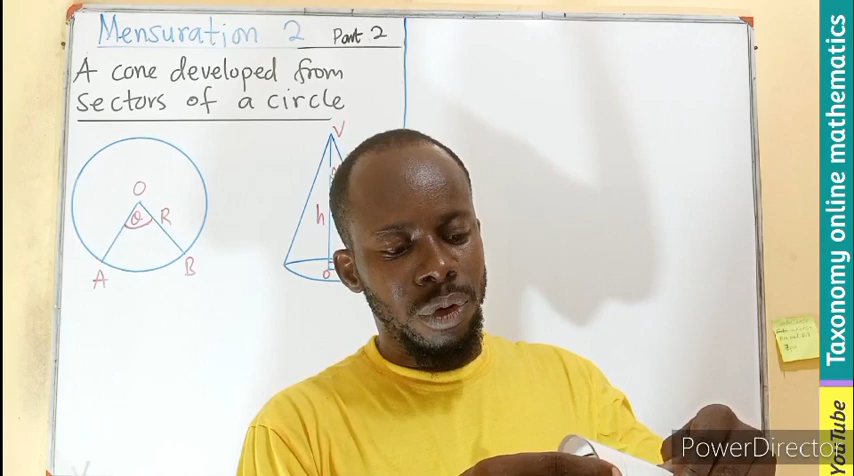 Mensuration 2 Part 2
A cone developed from
sectors of a circle
O
θ R
A B
V
h
o
Taxonomy online mathematics
YouTube
PowerDirector